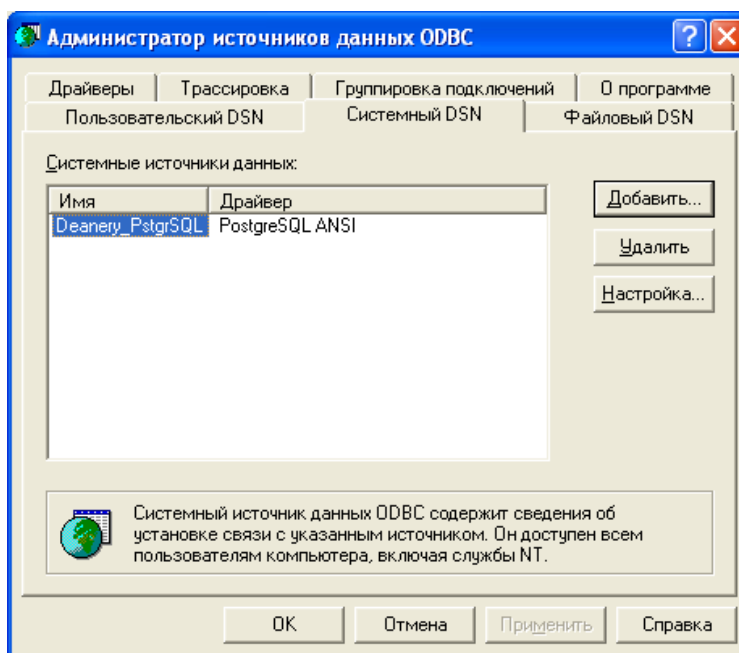 Администратор источников данных ODBC
Драйверы Трассировка Группировка подключений О программе
Пользовательский DSN Системный DSN Файловый DSN
Системные источники данных:
Имя Драйвер
Deanery_PstgrSQL PostgreSQL ANSI
Добавить...
Удалить
Настройка...
Системный источник данных ODBC содержит сведения об
установке связи с указанным источником. Он доступен всем
пользователям компьютера, включая службы NT.
OK Отмена Применить Справка